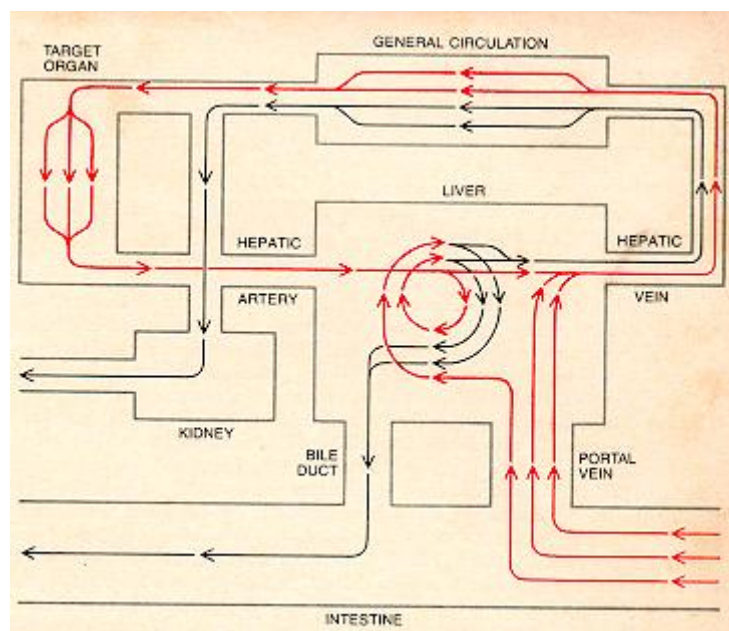 GENERAL CIRCULATION
TARGET
ORGAN
LIVER
HEPATIC
HEPATIC
ARTERY
VEIN
KIDNEY
BILE
DUCT
PORTAL
VEIN
INTESTINE